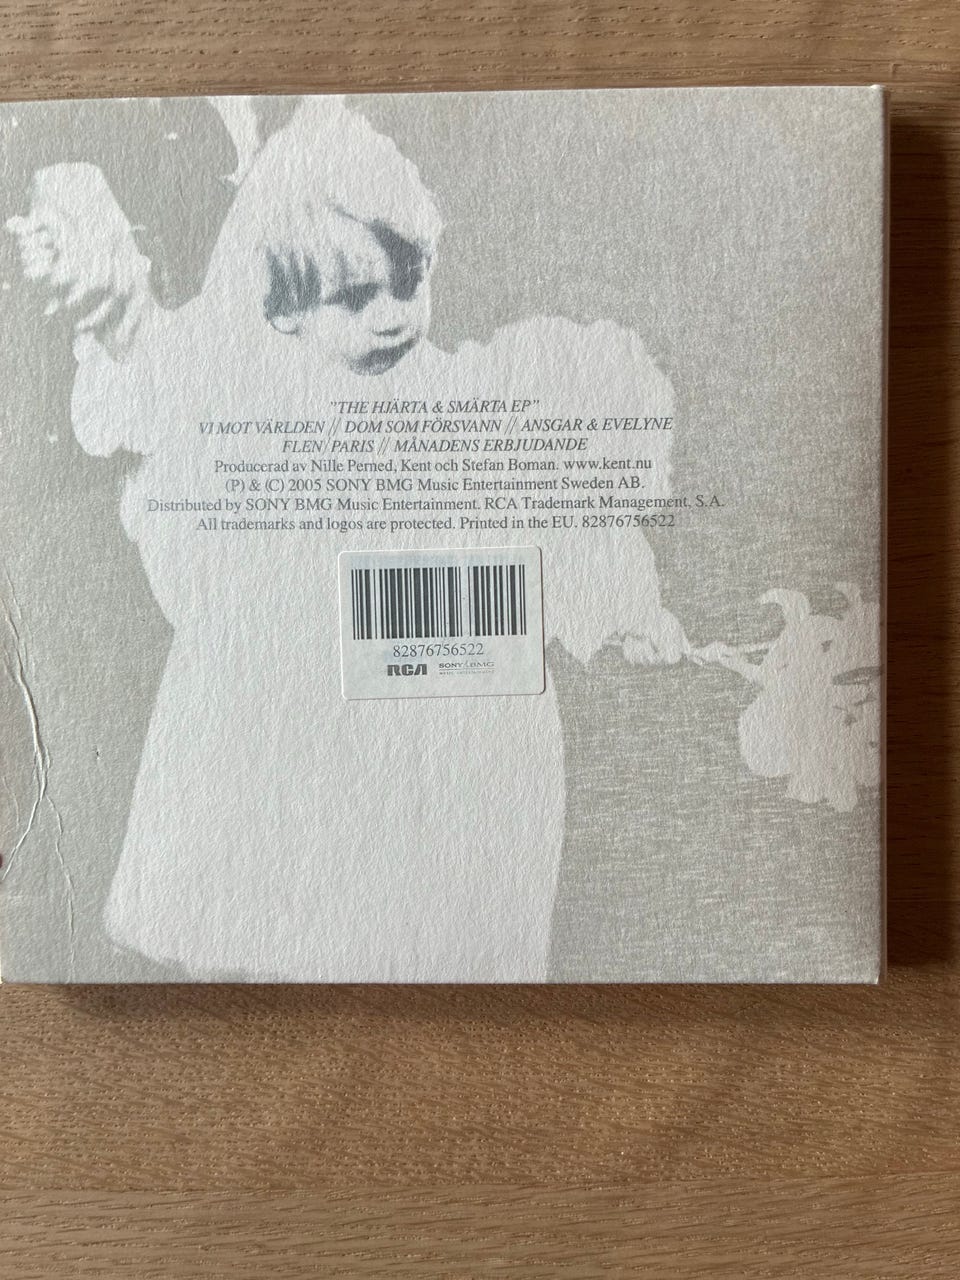 "THE HJÄRTA & SMÄRTA EP"
VI MOT VÄRLDEN // DOM SOM FÖRSVANN // ANSGAR & EVELYNE
FLEN/PARIS // MÅNADENS ERBJUDANDE
Producerad av Nille Perned, Kent och Stefan Boman. www.kent.nu
(P) & (C) 2005 SONY BMG Music Entertainment Sweden AB.
Distributed by SONY BMG Music Entertainment. RCA Trademark Management, S.A.
All trademarks and logos are protected. Printed in the EU. 82876756522
82876756522
RCA SONY BMG
MUSIC ENTERTAINMENT